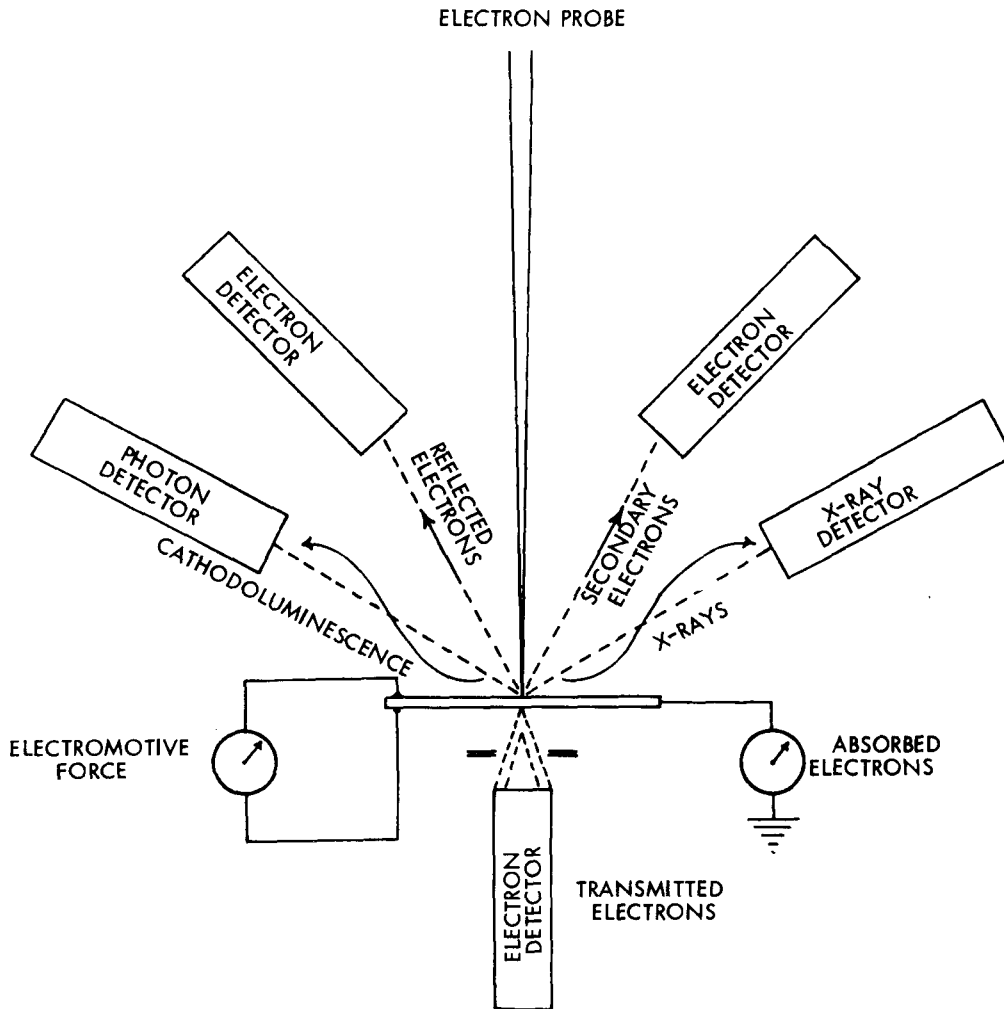 ELECTRON PROBE
ELECTRON
DETECTOR
ELECTRON
DETECTOR
PHOTON
DETECTOR
REFLECTED
ELECTRONS
SECONDARY
ELECTRONS
X-RAY
DETECTOR
CATHODOLUMINESCENCE
X-RAYS
ELECTROMOTIVE
FORCE
ABSORBED
ELECTRONS
ELECTRON
DETECTOR
TRANSMITTED
ELECTRONS